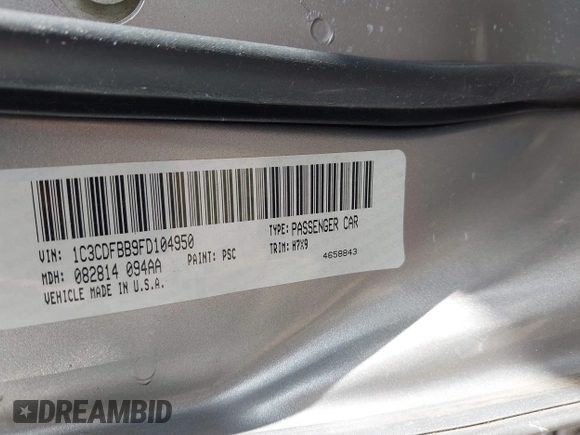 VIN: 1C3CDFBB9FD104950 TYPE: PASSENGER CAR
MDH: 082814 094AA PAINT: PSC TRIM: H7X9
VEHICLE MADE IN U.S.A. 4658843
DREAMBID